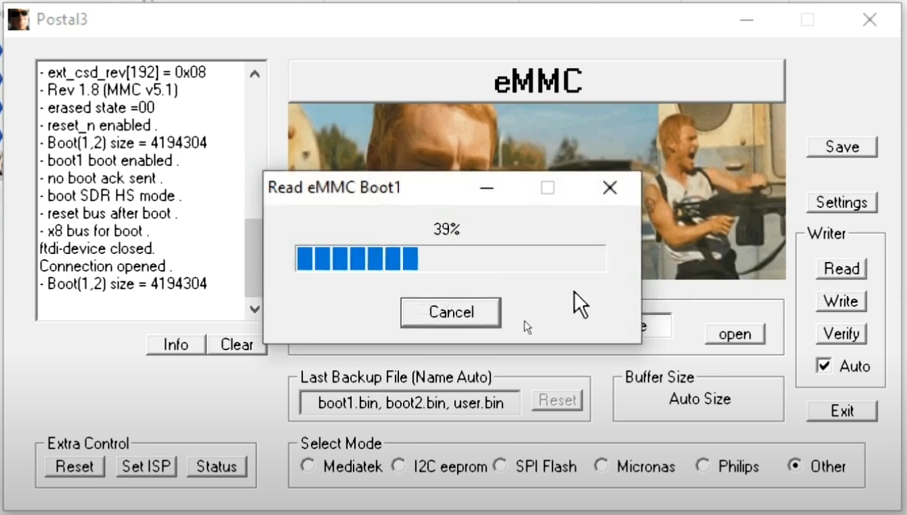 Postal3
- ext_csd_rev[192] = 0x08
- Rev 1.8 (MMC v5.1)
- erased state =00
- reset_n enabled .
- Boot(1,2) size = 4194304
- boot1 boot enabled .
- no boot ack sent .
- boot SDR HS mode .
- reset bus after boot .
- x8 bus for boot .
ftdi-device closed.
Connection opened .
- Boot(1,2) size = 4194304
Info
Clear
eMMC
Read eMMC Boot1
39%
Cancel
open
Save
Settings
Writer
Read
Write
Verify
Auto
Exit
Last Backup File (Name Auto)
boot1.bin, boot2.bin, user.bin
Reset
Buffer Size
Auto Size
Extra Control
Reset
Set ISP
Status
Select Mode
Mediatek
I2C eeprom
SPI Flash
Micronas
Philips
Other